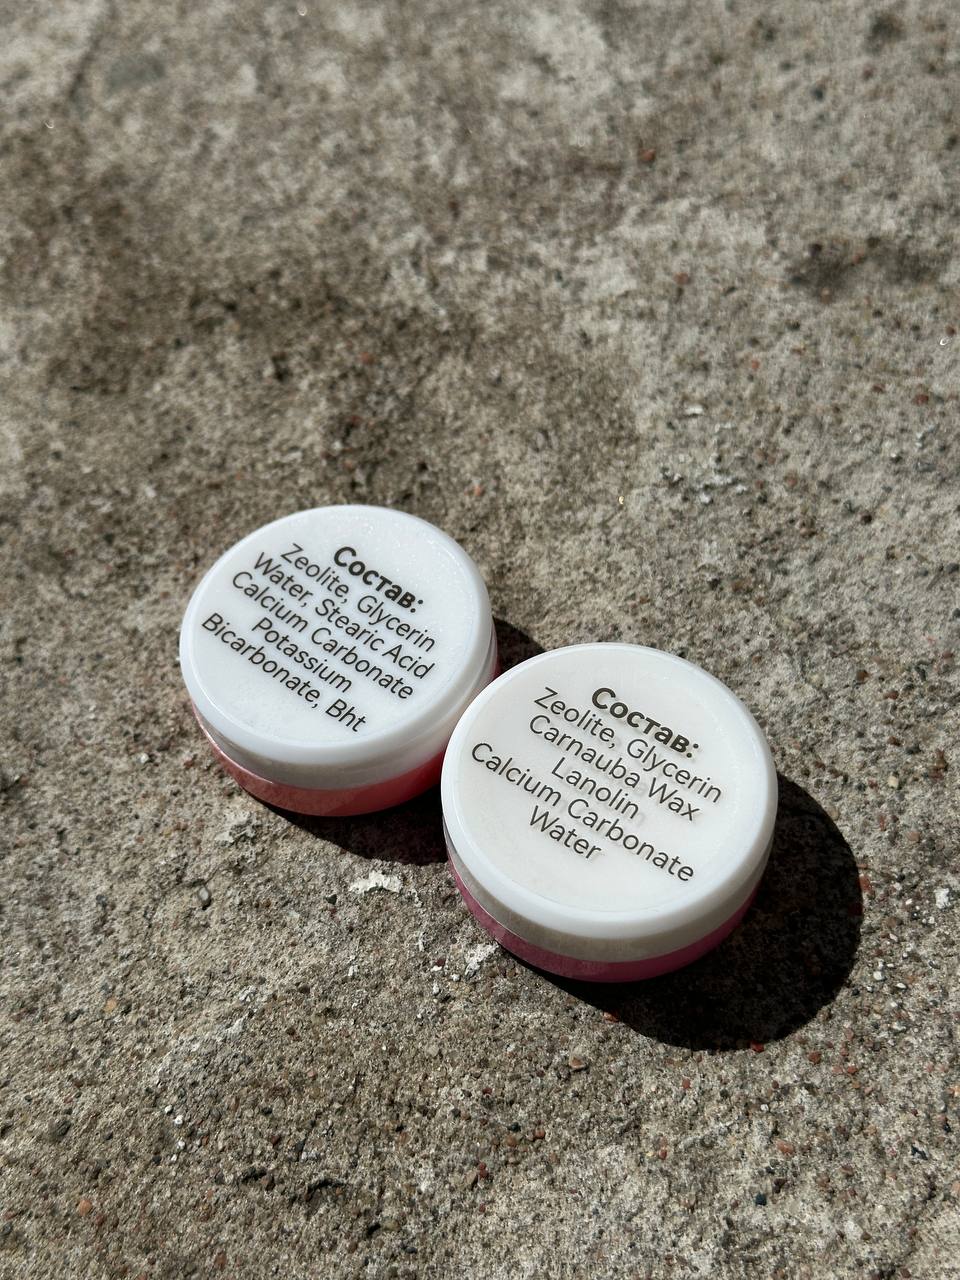 Состав:
Zeolite, Glycerin
Water, Stearic Acid
Calcium Carbonate
Potassium
Bicarbonate, Bht
Состав:
Zeolite, Glycerin
Carnauba Wax
Lanolin
Calcium Carbonate
Water